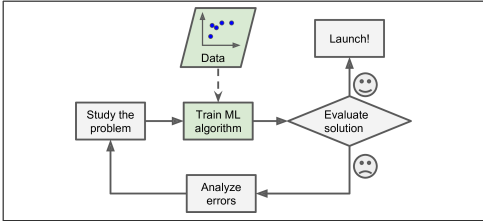 Launch!
Data
Study the
problem
Train ML
algorithm
Evaluate
solution
Analyze
errors